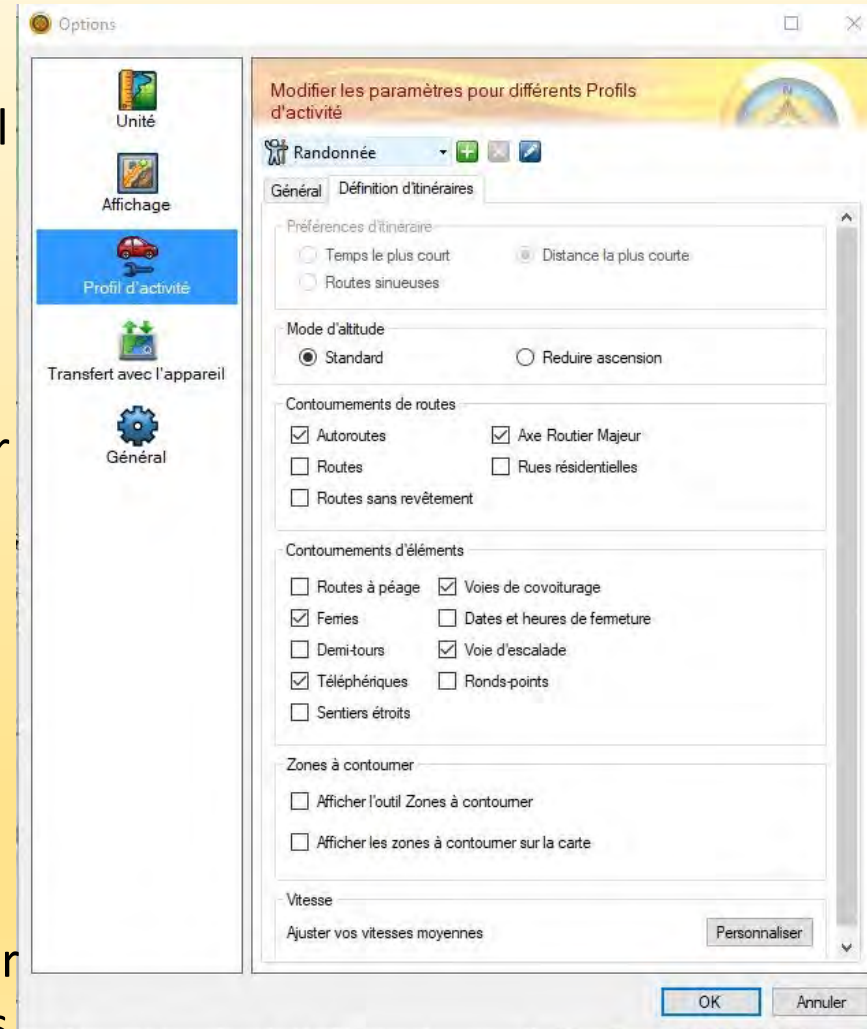 Options
Unité
Affichage
Profil d'activité
Transfert avec l'appareil
Général
Modifier les paramètres pour différents Profils
d'activité
N
Randonnée
Général Définition d'itinéraires
Préférences d'itinéraire
Temps le plus court Distance la plus courte
Routes sinueuses
Mode d'altitude
Standard Reduire ascension
Contournements de routes
Autoroutes Axe Routier Majeur
Routes Rues résidentielles
Routes sans revêtement
Contournements d'éléments
Routes à péage Voies de covoiturage
Ferries Dates et heures de fermeture
Demi-tours Voie d'escalade
Téléphériques Ronds-points
Sentiers étroits
Zones à contourner
Afficher l'outil Zones à contourner
Afficher les zones à contourner sur la carte
Vitesse
Ajuster vos vitesses moyennes Personnaliser
OK Annuler